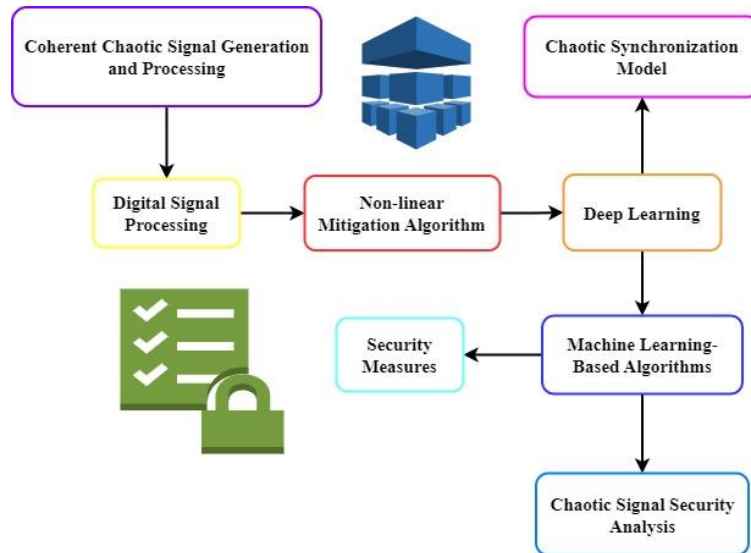 Coherent Chaotic Signal Generation
and Processing
Chaotic Synchronization
Model
Digital Signal
Processing
Non-linear
Mitigation Algorithm
Deep Learning
Security
Measures
Machine Learning-
Based Algorithms
Chaotic Signal Security
Analysis